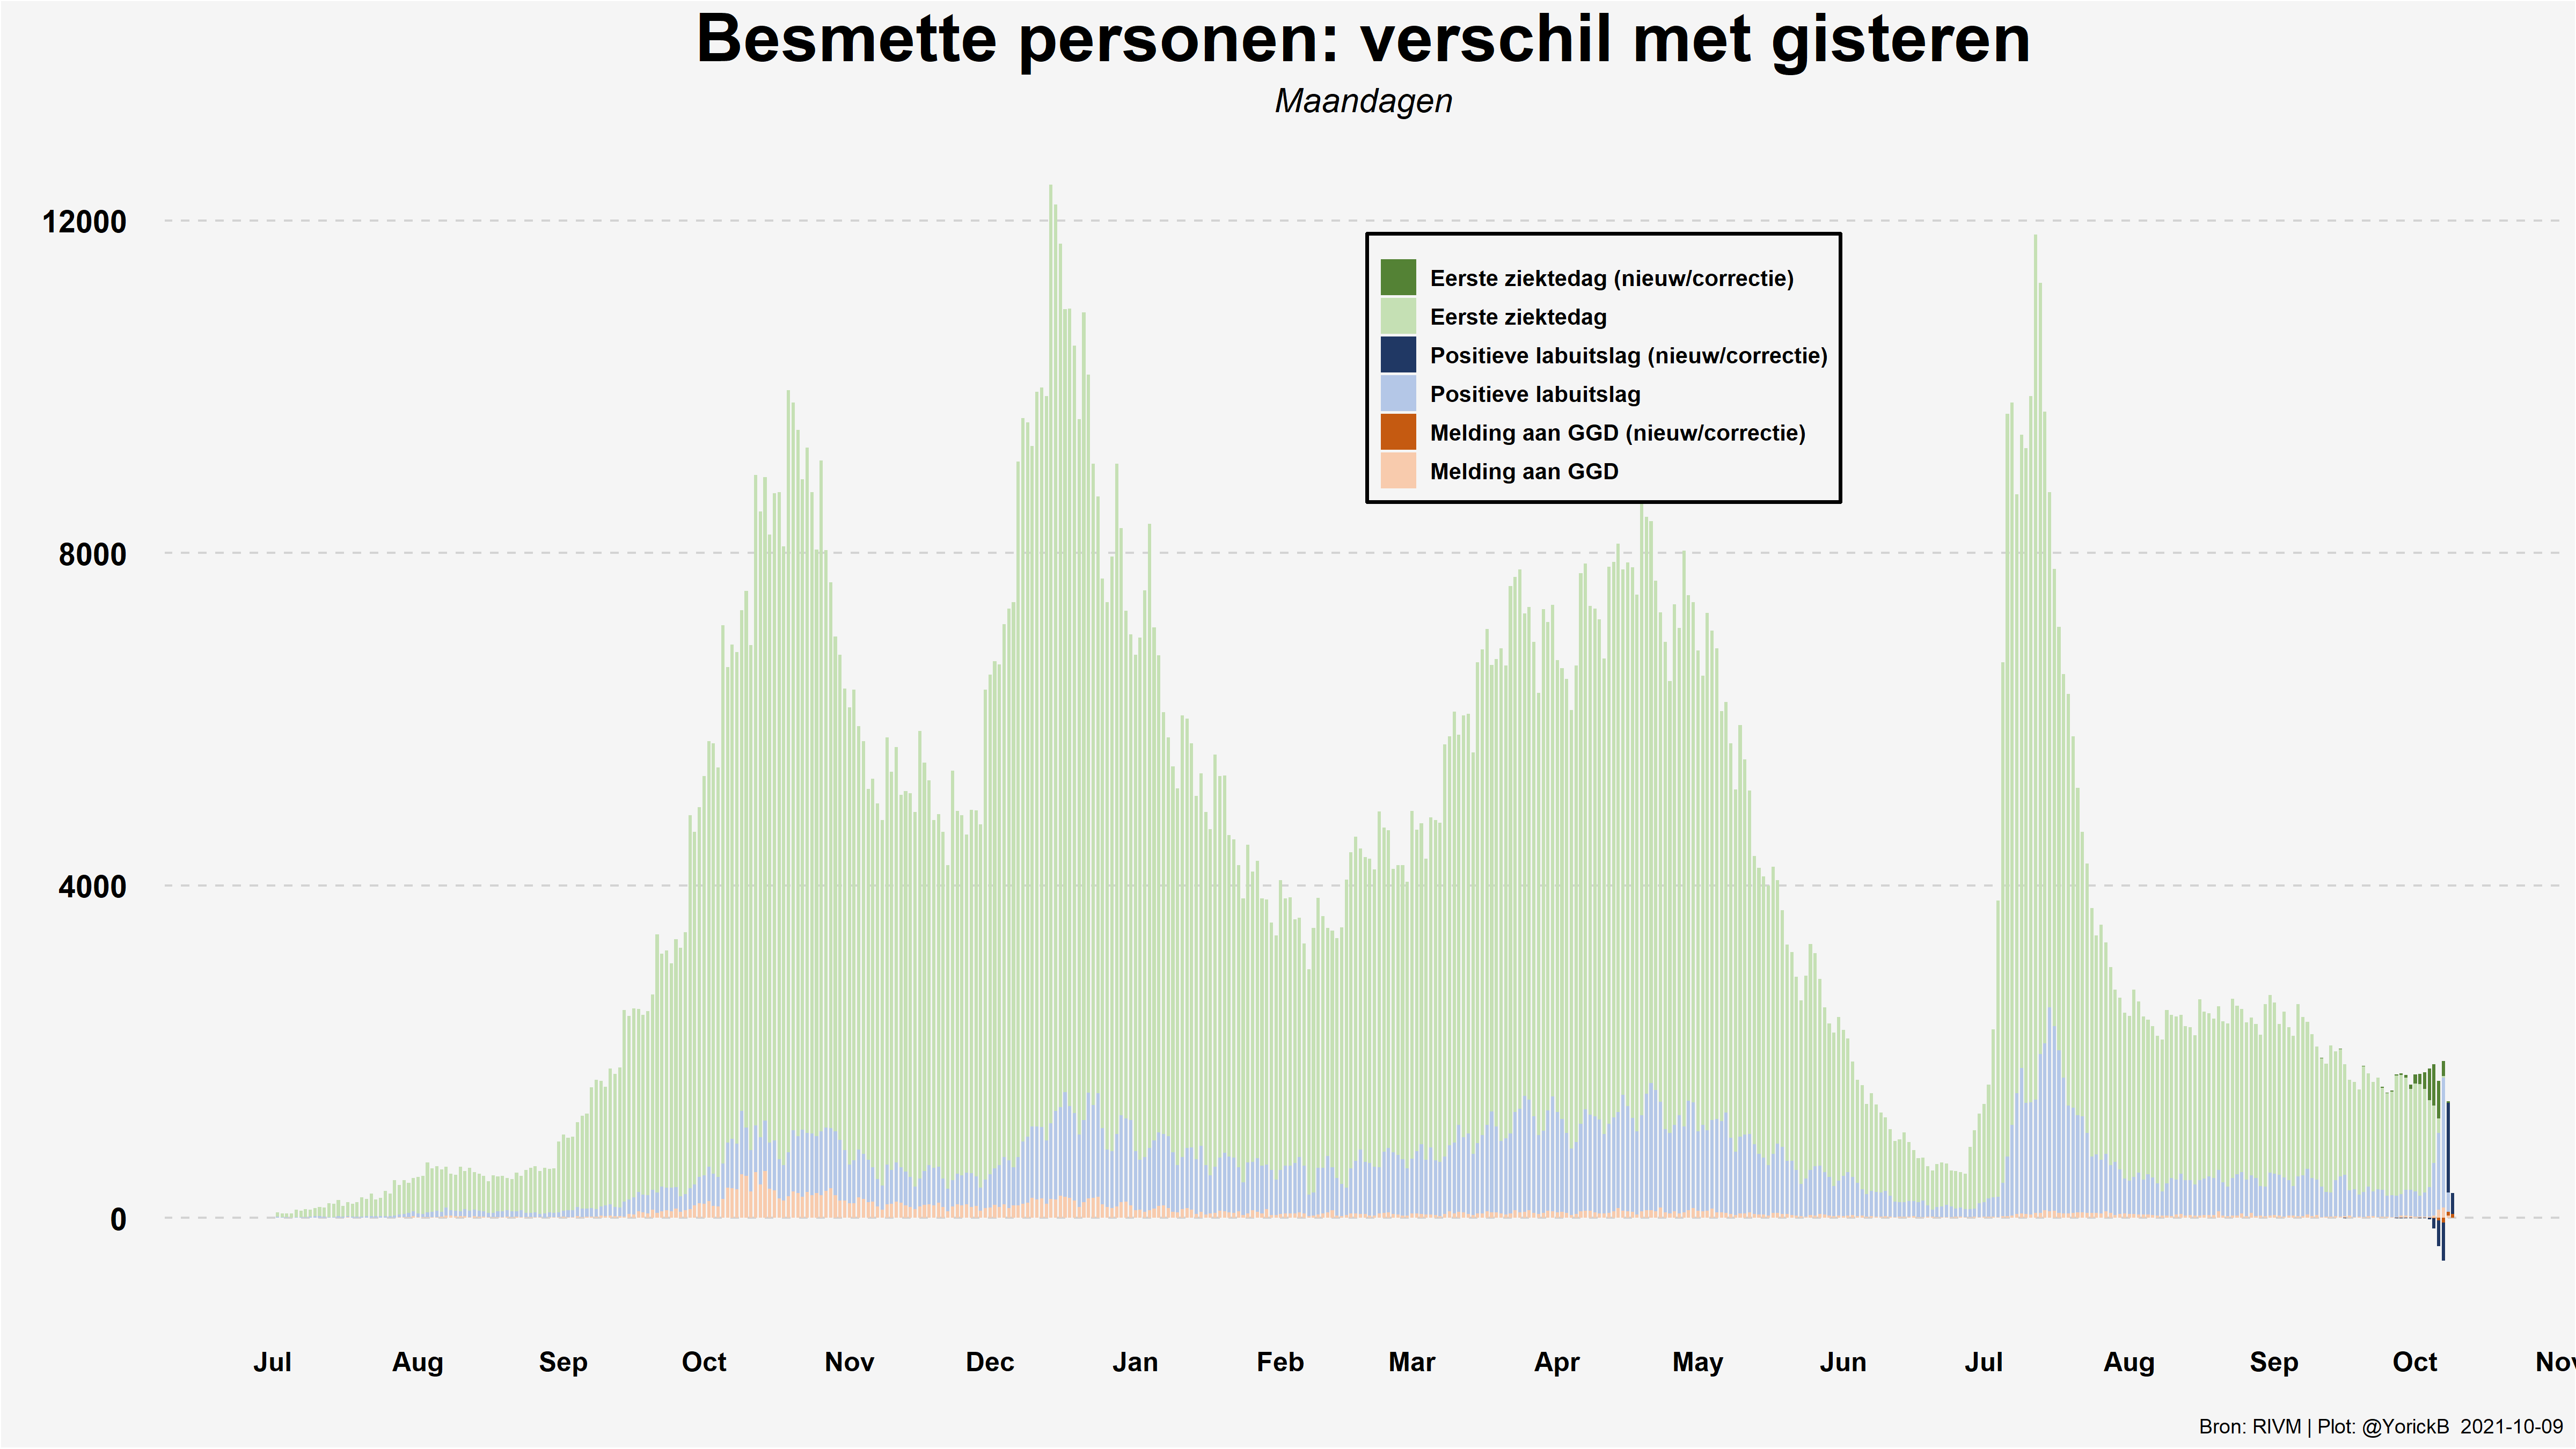 Besmette personen: verschil met gisteren
Maandagen
12000
8000
4000
0
Eerste ziektedag (nieuw/correctie)
Eerste ziektedag
Positieve labuitslag (nieuw/correctie)
Positieve labuitslag
Melding aan GGD (nieuw/correctie)
Melding aan GGD
Jul Aug Sep Oct Nov Dec Jan Feb Mar Apr May Jun Jul Aug Sep Oct Nov
Bron: RIVM | Plot: @YorickB 2021-10-09